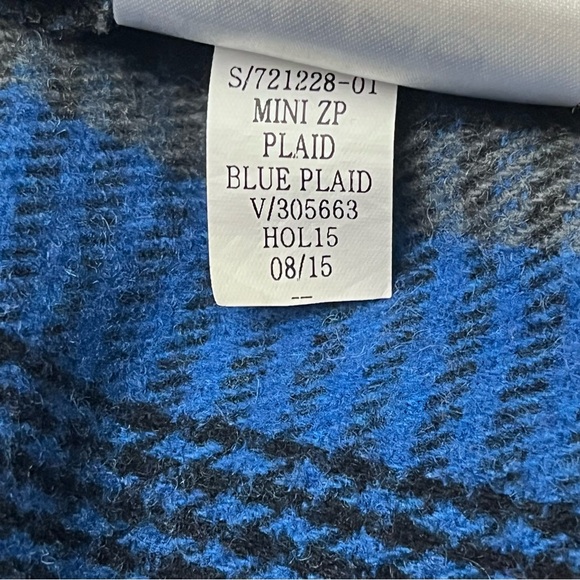 S/721228-01
MINI ZP
PLAID
BLUE PLAID
V/305663
HOL15
08/15
--